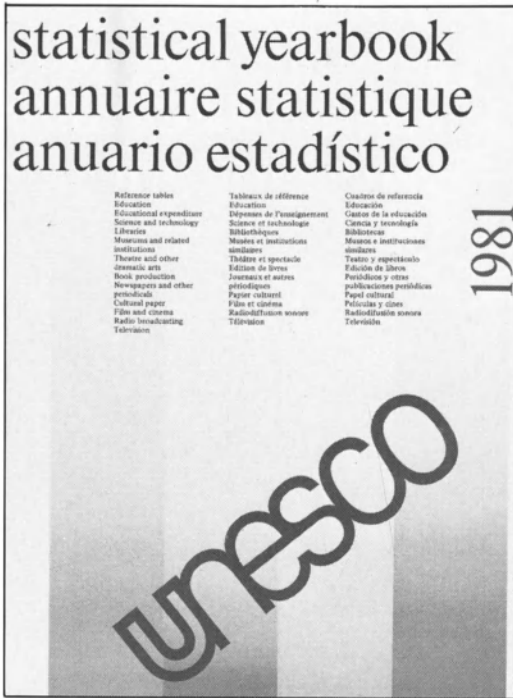 statistical yearbook
annuaire statistique
anuario estadístico
Reference tables
Education
Educational expenditure
Science and technology
Libraries
Museums and related
institutions
Theatre and other
dramatic arts
Book production
Newspapers and other
periodicals
Cultural paper
Film and cinema
Radio broadcasting
Television
Tableaux de référence
Education
Dépenses de l'enseignement
Science et technologie
Bibliothèques
Musées et institutions
similaires
Théâtre et spectacle
Edition de livres
Journaux et autres
périodiques
Papier culturel
Film et cinéma
Radiodiffusion sonore
Télévision
Cuadros de referencia
Educación
Gastos de la educación
Ciencia y tecnología
Bibliotecas
Museos e instituciones
similares
Teatro y espectáculo
Edición de libros
Periódicos y otras
publicaciones periódicas
Papel cultural
Películas y cines
Radiodifusión sonora
Televisión
1981
unesco